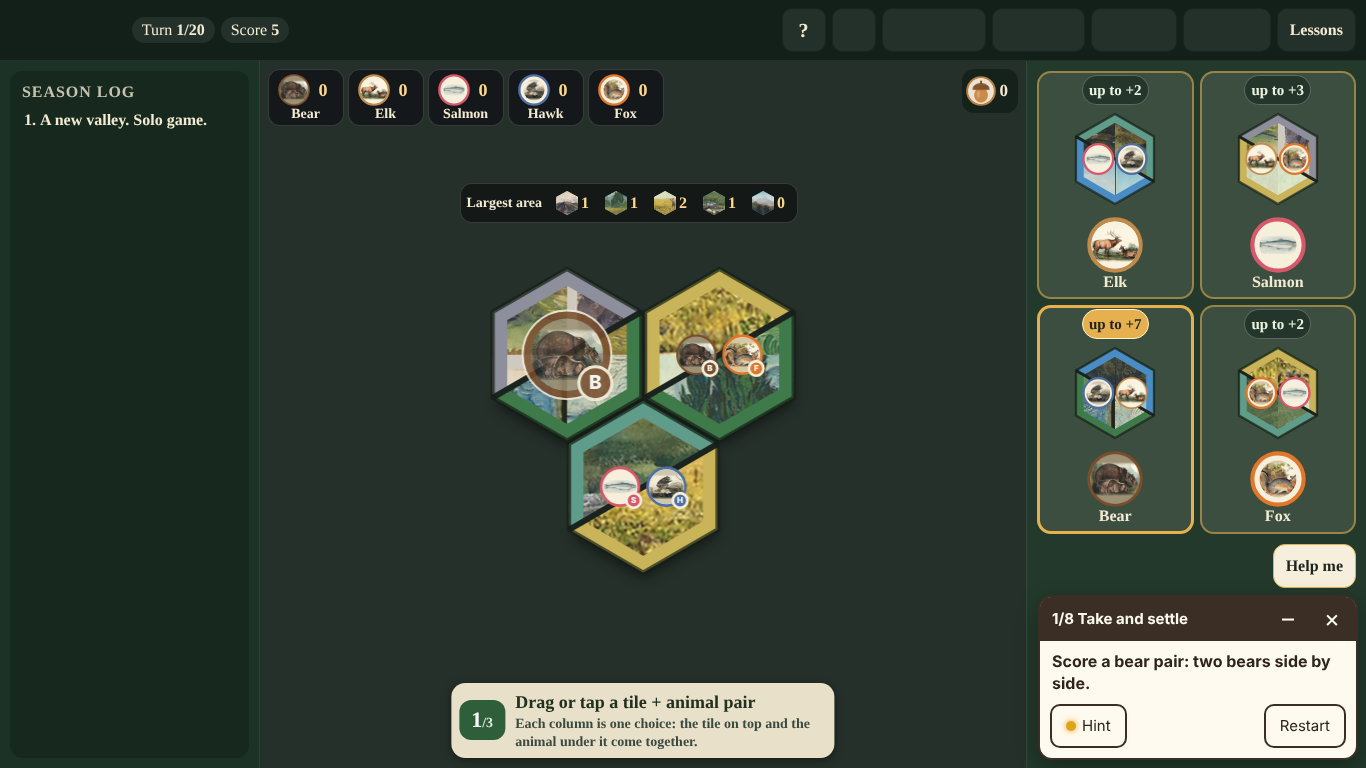 Turn 1/20
Score 5
?
Lessons
SEASON LOG
1. A new valley. Solo game.
0
Bear
0
Elk
0
Salmon
0
Hawk
0
Fox
0
Largest area 1 1 2 1 0
B
B F
S H
up to +2
Elk
up to +3
Salmon
up to +7
Bear
up to +2
Fox
Help me
1/8 Take and settle
Score a bear pair: two bears side by
side.
Hint
Restart
1/3
Drag or tap a tile + animal pair
Each column is one choice: the tile on top and the
animal under it come together.